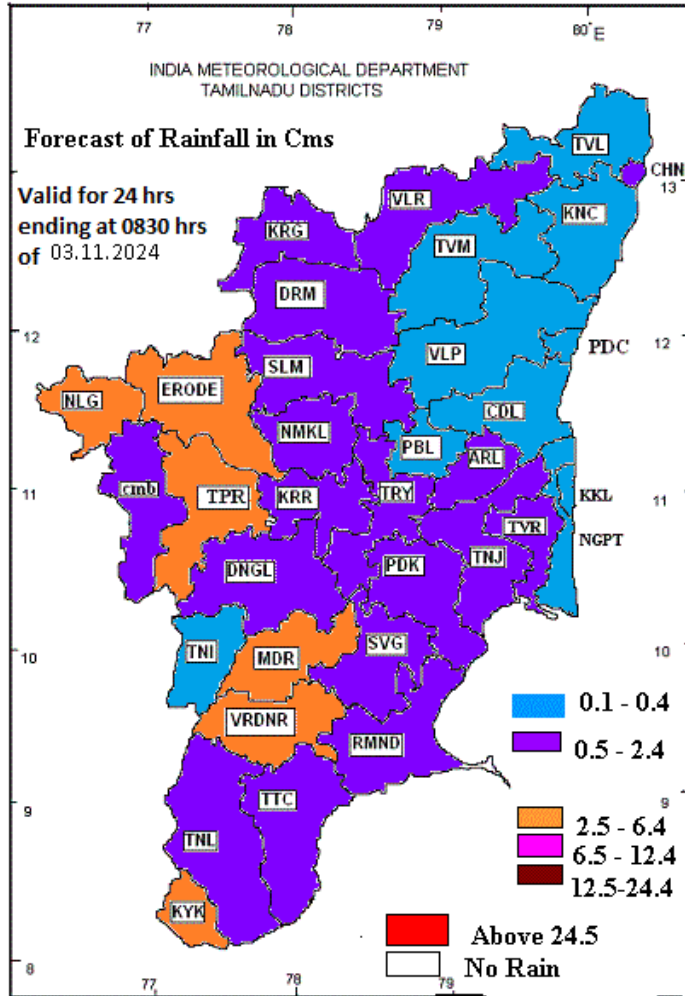 77 78 79 80° E
INDIA METEOROLOGICAL DEPARTMENT
TAMILNADU DISTRICTS
Forecast of Rainfall in Cms
Valid for 24 hrs
ending at 0830 hrs
of 03.11.2024
TVL
CHN
13
VLR
KNC
KRG
TVM
DRM
12
12
PDC
VLP
SLM
ERODE
NLG
CDL
NMKL
PBL
ARL
cmb
11
TPR
KRR
TRY
KKL
11
TVR
NGPT
DNGL
PDK
TNJ
10
TNI
MDR
SVG
10
VRDNR
RMND
0.1 - 0.4
0.5 - 2.4
9
TTC
9
TNL
2.5 - 6.4
6.5 - 12.4
12.5-24.4
KYK
Above 24.5
No Rain
8
77 78 79